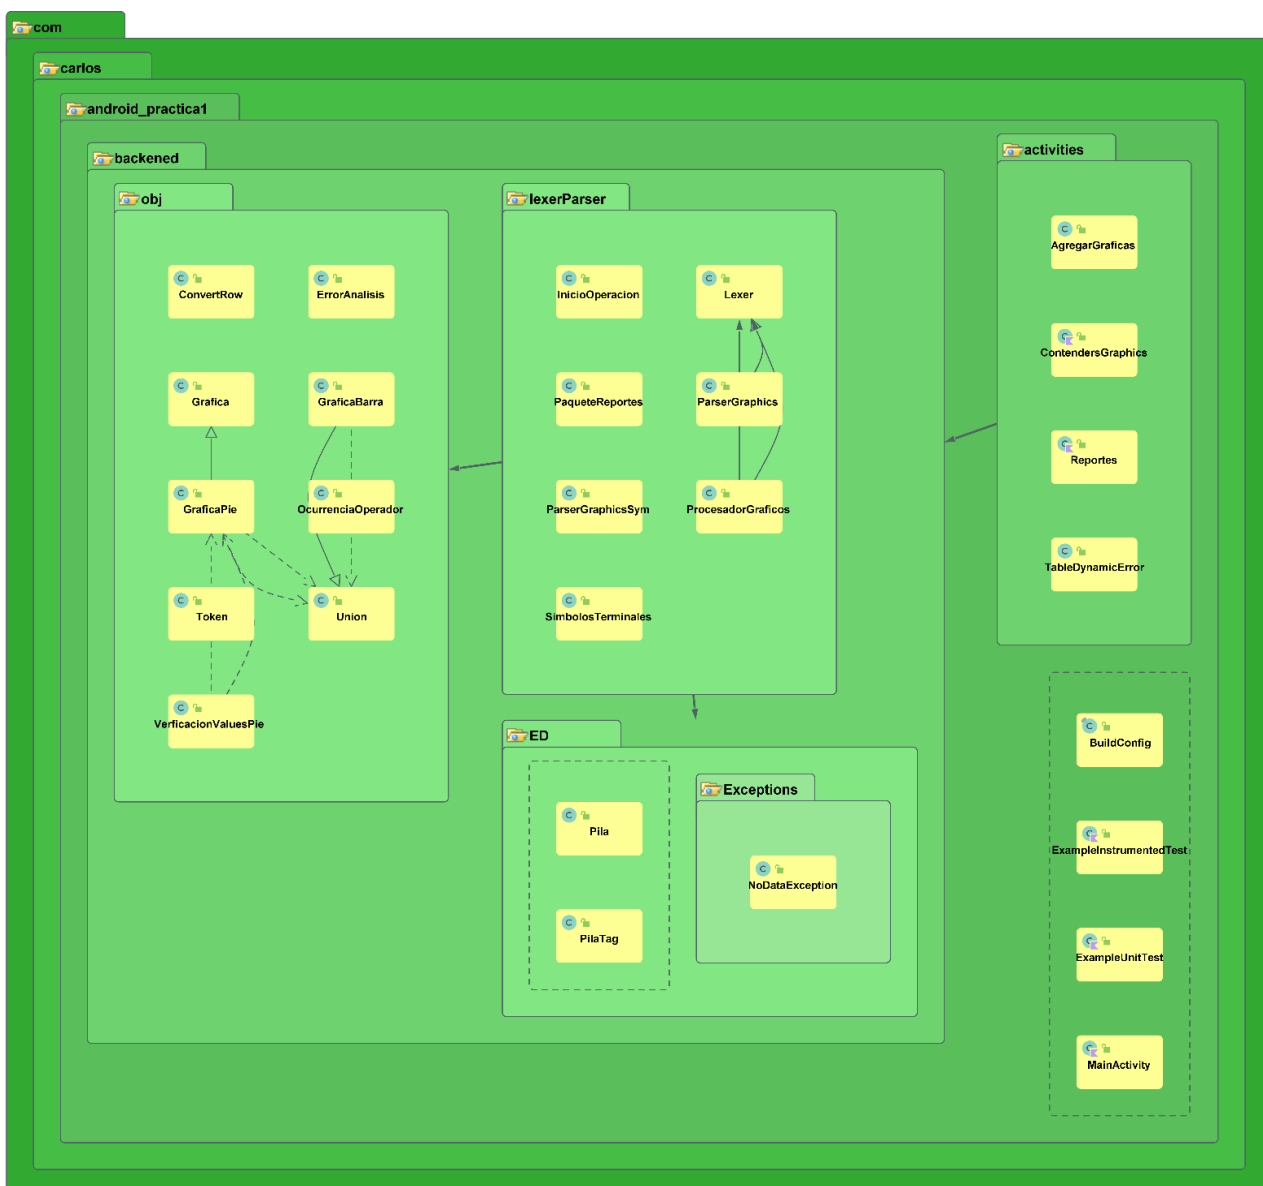 com
carlos
android_practica1
backened
activities
obj
lexerParser
ConvertRow
ErrorAnalisis
Grafica
GraficaBarra
GraficaPie
OcurrenciaOperador
Token
Union
VerficacionValuesPie
InicioOperacion
Lexer
PaqueteReportes
ParserGraphics
ParserGraphicsSym
ProcesadorGraficos
SimbolosTerminales
ED
Pila
PilaTag
Exceptions
NoDataException
AgregarGraficas
ContendersGraphics
Reportes
TableDynamicError
BuildConfig
ExampleInstrumentedTest
ExampleUnitTest
MainActivity